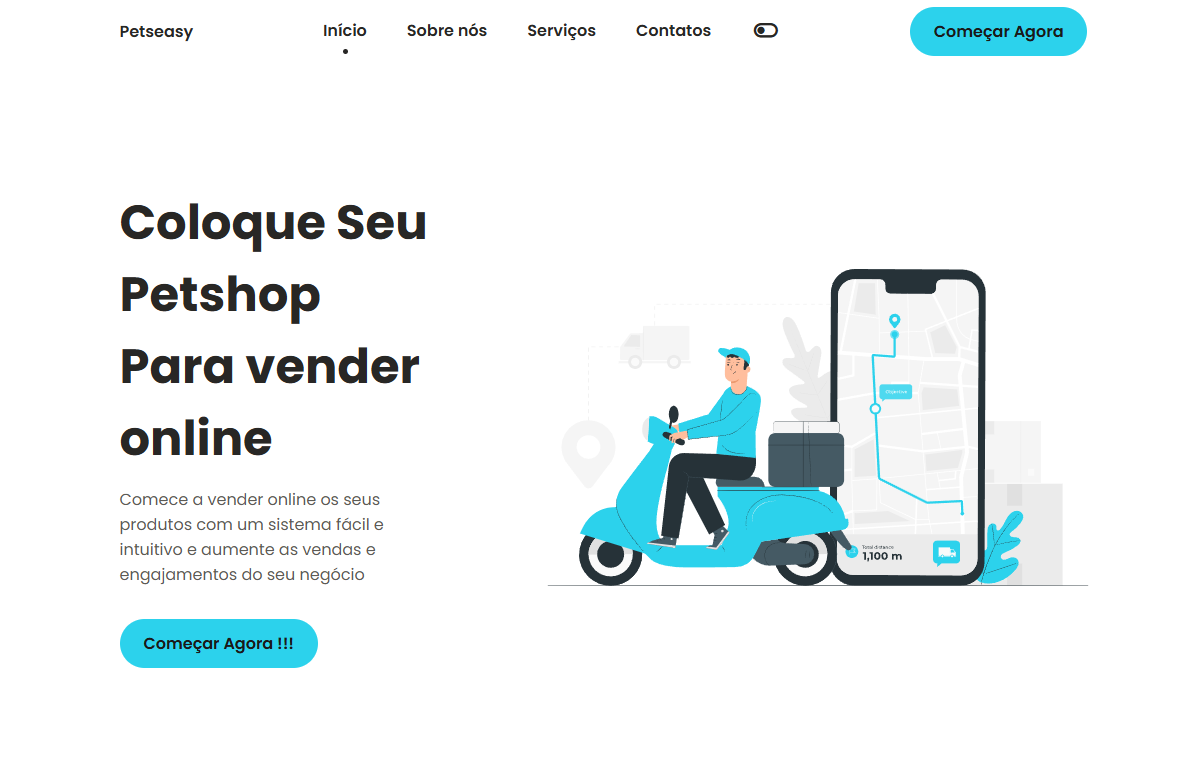 Petseasy
Início
Sobre nós
Serviços
Contatos
Começar Agora
Coloque Seu
Petshop
Para vender
online
Comece a vender online os seus
produtos com um sistema fácil e
intuitivo e aumente as vendas e
engajamentos do seu negócio
Começar Agora !!!
Total distance
1,100 m